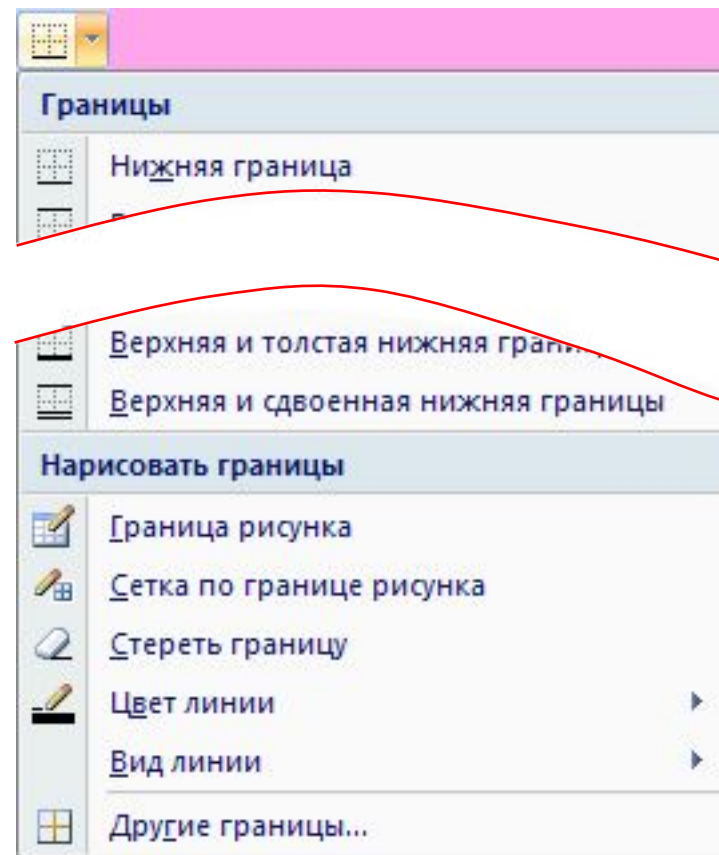 Границы
Нижняя граница
Верхняя и толстая нижняя
Верхняя и сдвоенная нижняя границы
Нарисовать границы
Граница рисунка
Сетка по границе рисунка
Стереть границу
Цвет линии
Вид линии
Другие границы...